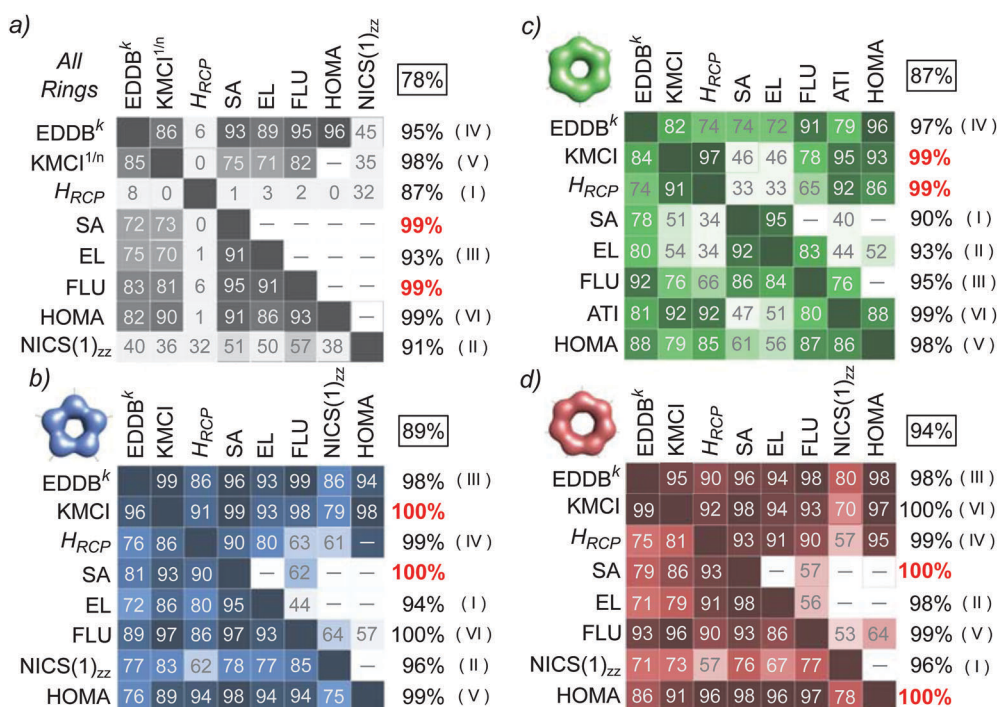 a)
All Rings
EDDBᵏ KMCI¹ᐟⁿ H_RCP SA EL FLU HOMA NICS(1)zz 78%
EDDBᵏ 86 6 93 89 95 96 45 95% (IV)
KMCI¹ᐟⁿ 85 0 75 71 82 — 35 98% (V)
H_RCP 8 0 1 3 2 0 32 87% (I)
SA 72 73 0 — — — — 99%
EL 75 70 1 91 — — — 93% (III)
FLU 83 81 6 95 91 — — 99%
HOMA 82 90 1 91 86 93 — 99% (VI)
NICS(1)zz 40 36 32 51 50 57 38 91% (II)
c)
EDDBᵏ KMCI H_RCP SA EL FLU ATI HOMA 87%
EDDBᵏ 82 74 74 72 91 79 96 97% (IV)
KMCI 84 97 46 46 78 95 93 99%
H_RCP 74 91 33 33 65 92 86 99%
SA 78 51 34 95 — 40 — 90% (I)
EL 80 54 34 92 83 44 52 93% (II)
FLU 92 76 66 86 84 76 — 95% (III)
ATI 81 92 92 47 51 80 88 99% (VI)
HOMA 88 79 85 61 56 87 86 98% (V)
b)
EDDBᵏ KMCI H_RCP SA EL FLU NICS(1)zz HOMA 89%
EDDBᵏ 99 86 96 93 99 86 94 98% (III)
KMCI 96 91 99 93 98 79 98 100%
H_RCP 76 86 90 80 63 61 — 99% (IV)
SA 81 93 90 — 62 — — 100%
EL 72 86 80 95 44 — — 94% (I)
FLU 89 97 86 97 93 64 57 100% (VI)
NICS(1)zz 77 83 62 78 77 85 — 96% (II)
HOMA 76 89 94 98 94 94 75 99% (V)
d)
EDDBᵏ KMCI H_RCP SA EL FLU NICS(1)zz HOMA 94%
EDDBᵏ 95 90 96 94 98 80 98 98% (III)
KMCI 99 92 98 94 93 70 97 100% (VI)
H_RCP 75 81 93 91 90 57 95 99% (IV)
SA 79 86 93 — 57 — — 100%
EL 71 79 91 98 56 — — 98% (II)
FLU 93 96 90 93 86 53 64 99% (V)
NICS(1)zz 71 73 57 76 67 77 — 96% (I)
HOMA 86 91 96 98 96 97 78 100%